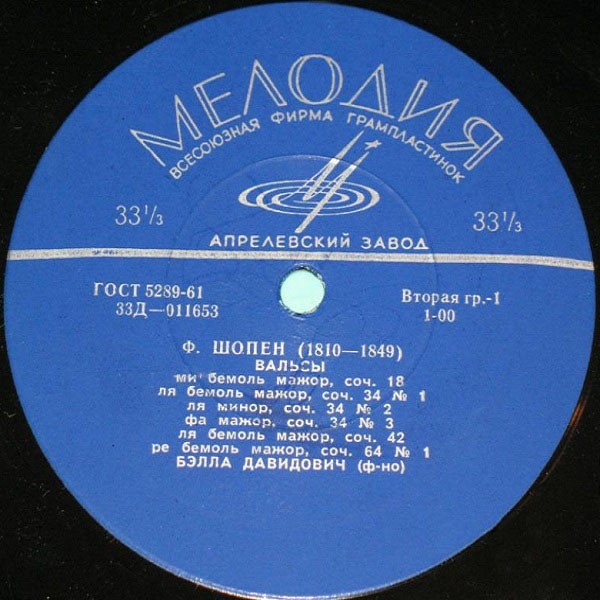 МЕЛОДИЯ
ВСЕСОЮЗНАЯ ФИРМА ГРАМПЛАСТИНОК
33⅓ 33⅓
АПРЕЛЕВСКИЙ ЗАВОД
ГОСТ 5289-61 Вторая гр.-1
33Д—011653 1-00
Ф. ШОПЕН (1810—1849)
ВАЛЬСЫ
ми бемоль мажор, соч. 18
ля бемоль мажор, соч. 34 № 1
ля минор, соч. 34 № 2
фа мажор, соч. 34 № 3
ля бемоль мажор, соч. 42
ре бемоль мажор, соч. 64 № 1
БЭЛЛА ДАВИДОВИЧ (ф-но)